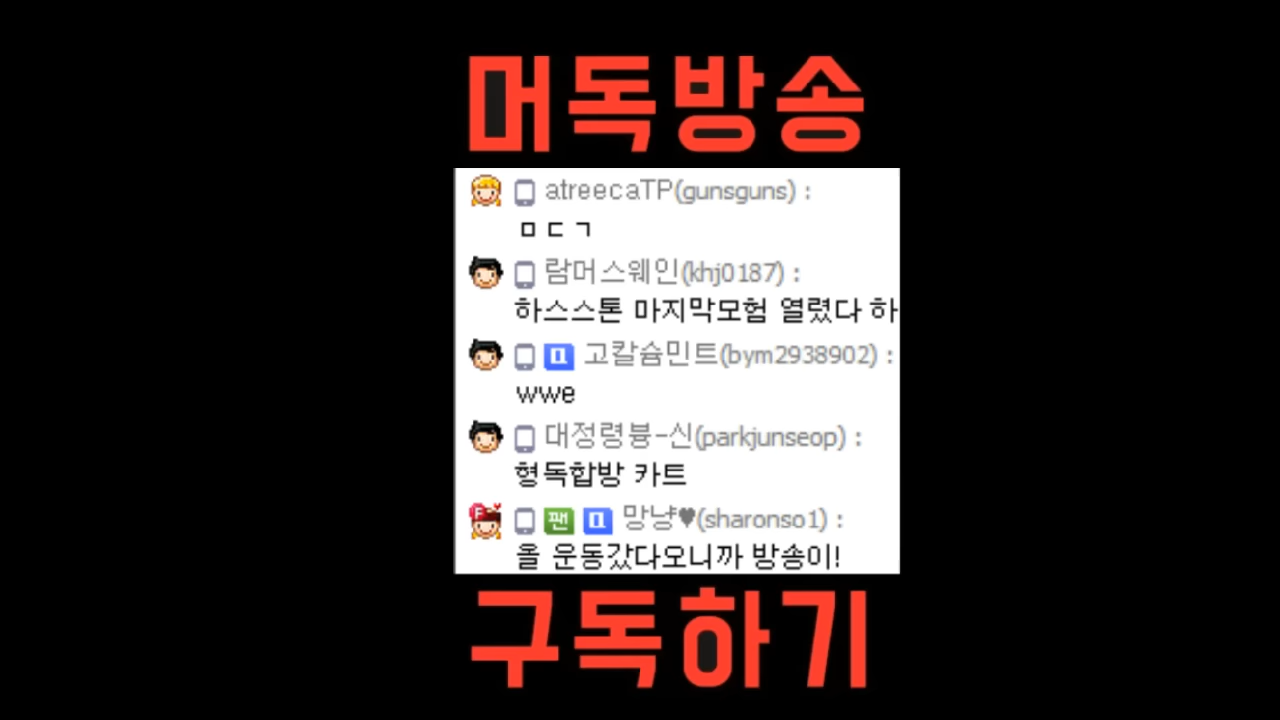 머독방송
atreecaTP(gunsguns) :
ㅁㄷㄱ
람머스웨인(khj0187) :
하스스톤 마지막모험 열렸다 하
고칼슘민트(bym2938902) :
wwe
대정령뷩-신(parkjunseop) :
형독합방 카트
팬 망냥♥(sharonso1) :
올 운동갔다오니까 방송이!
구독하기